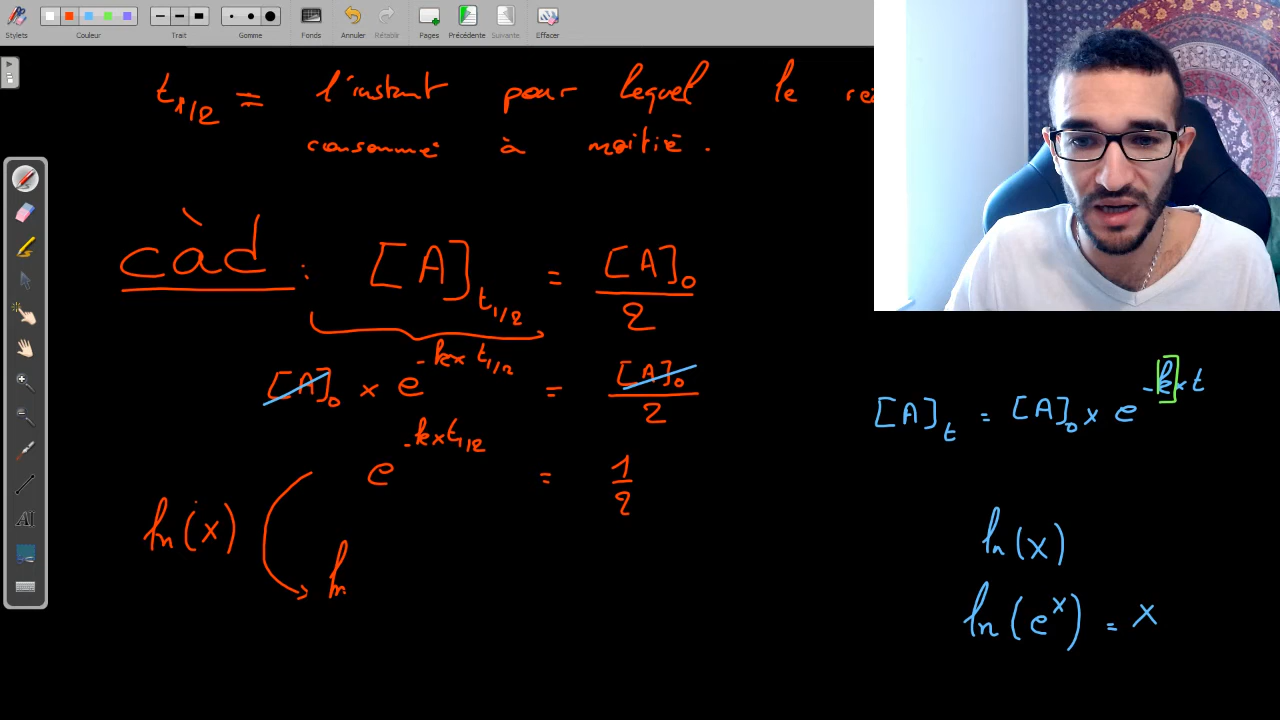 Stylets Couleur Trait Gomme Fonds Annuler Rétablir Pages Précédente Suivante Effacer
t1/2 = l'instant pour lequel le
consommé à moitié.
càd : [A]t1/2 = [A]0/2
[A]0 × e^-k×t1/2 = [A]0/2
[A]t = [A]0 × e^-k×t
e^-k×t1/2 = 1/2
ln(x)
ln
ln(x)
ln(e^x) = x
AI